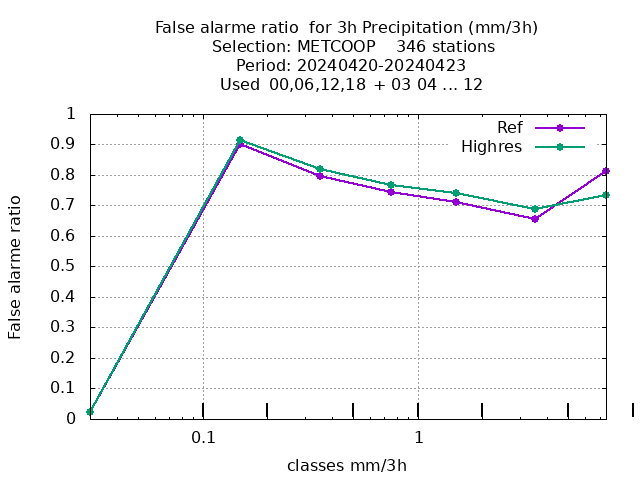 False alarme ratio  for 3h Precipitation (mm/3h)
Selection: METCOOP    346 stations
Period: 20240420-20240423
Used  00,06,12,18  + 03 04 ... 12
1
0.9
0.8
0.7
0.6
0.5
0.4
0.3
0.2
0.1
0
False alarme ratio
Ref
Highres
0.1
1
classes mm/3h